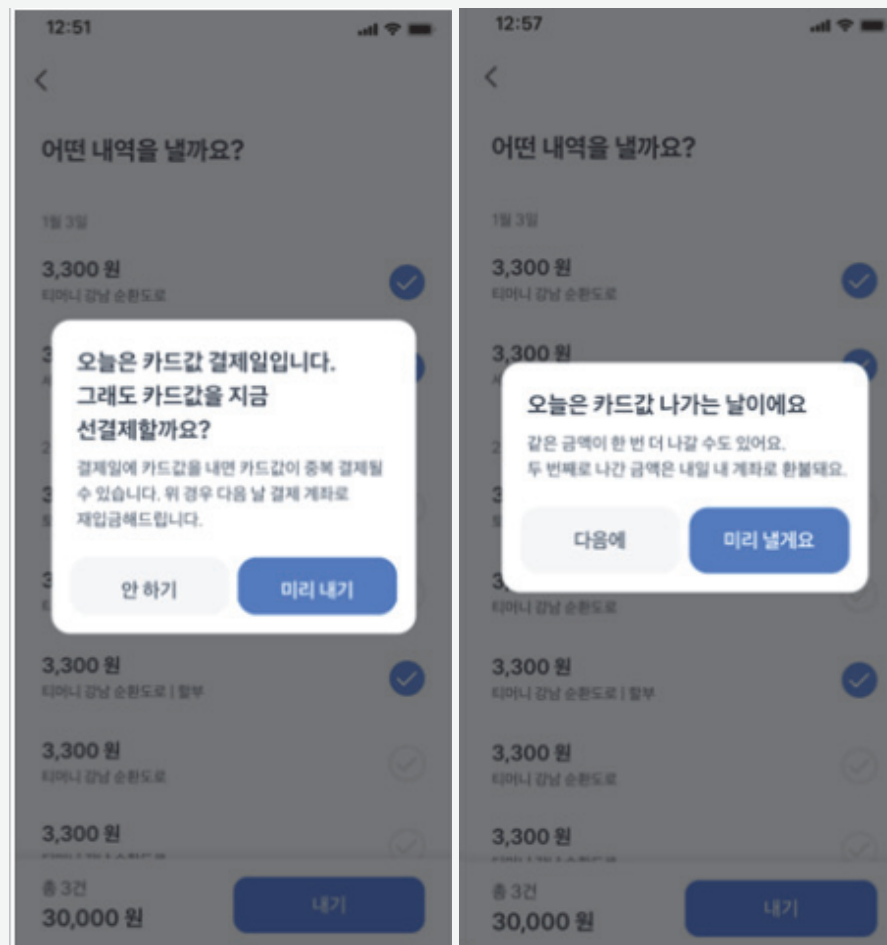 12:51
어떤 내역을 낼까요?
1월 3일
3,300 원
티머니 강남 순환도로
오늘은 카드값 결제일입니다.
그래도 카드값을 지금
선결제할까요?
결제일에 카드값을 내면 카드값이 중복 결제될
수 있습니다. 위 경우 다음 날 결제 계좌로
재입금해드립니다.
안 하기
미리 내기
3,300 원
티머니 강남 순환도로 | 할부
3,300 원
티머니 강남 순환도로
3,300 원
총 3건
30,000 원
내기
12:57
어떤 내역을 낼까요?
1월 3일
3,300 원
티머니 강남 순환도로
3,300 원
오늘은 카드값 나가는 날이에요
같은 금액이 한 번 더 나갈 수도 있어요.
두 번째로 나간 금액은 내일 내 계좌로 환불돼요.
다음에
미리 낼게요
티머니 강남 순환도로
3,300 원
티머니 강남 순환도로 | 할부
3,300 원
티머니 강남 순환도로
3,300 원
총 3건
30,000 원
내기